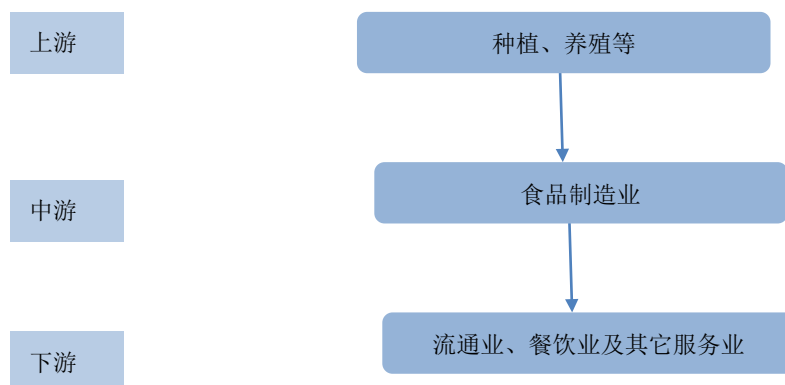 上游
种植、养殖等
中游
食品制造业
下游
流通业、餐饮业及其它服务业